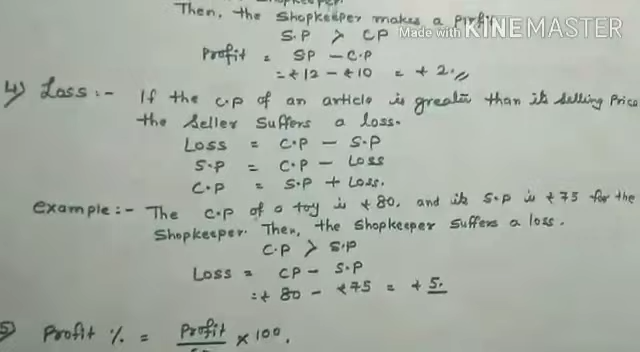 Then, the Shopkeeper makes a profit
Made with KINEMASTER
S.P > CP
Profit = SP - C.P
= ₹12 - ₹10 = ₹2.
4) Loss :- If the C.P of an article is greater than its selling Price
the seller suffers a loss.
Loss = C.P - S.P
S.P = C.P - Loss
C.P = S.P + Loss.
example :- The C.P of a toy is ₹80, and its S.P is ₹75 for the
Shopkeeper. Then, the Shopkeeper suffers a loss.
C.P > S.P
Loss = CP - S.P
= ₹80 - ₹75 = ₹5.
5) Profit % = Profit × 100.